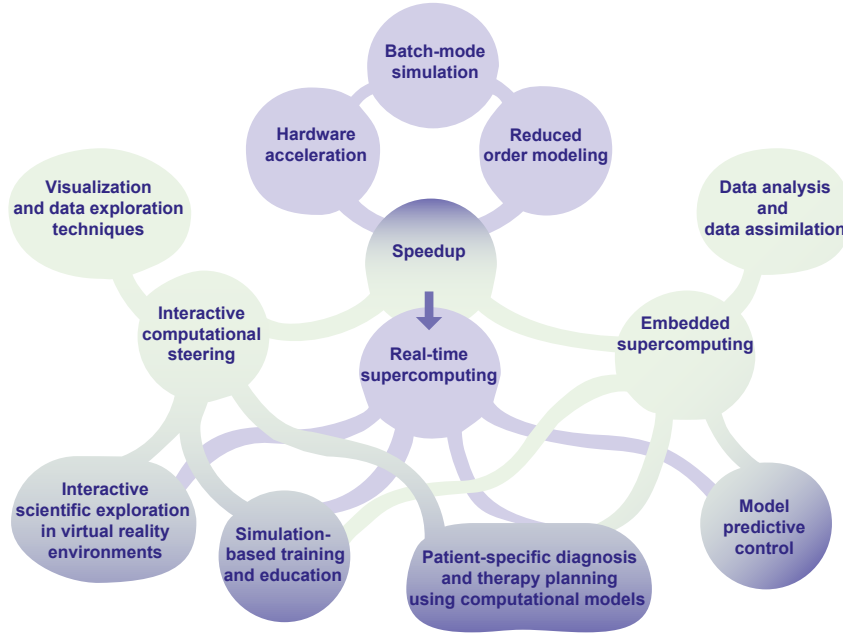 Batch-mode
simulation
Hardware
acceleration
Reduced
order modeling
Visualization
and data exploration
techniques
Data analysis
and
data assimilation
Speedup
Interactive
computational
steering
Embedded
supercomputing
Real-time
supercomputing
Interactive
scientific exploration
in virtual reality
environments
Simulation-
based training
and education
Patient-specific diagnosis
and therapy planning
using computational models
Model
predictive
control